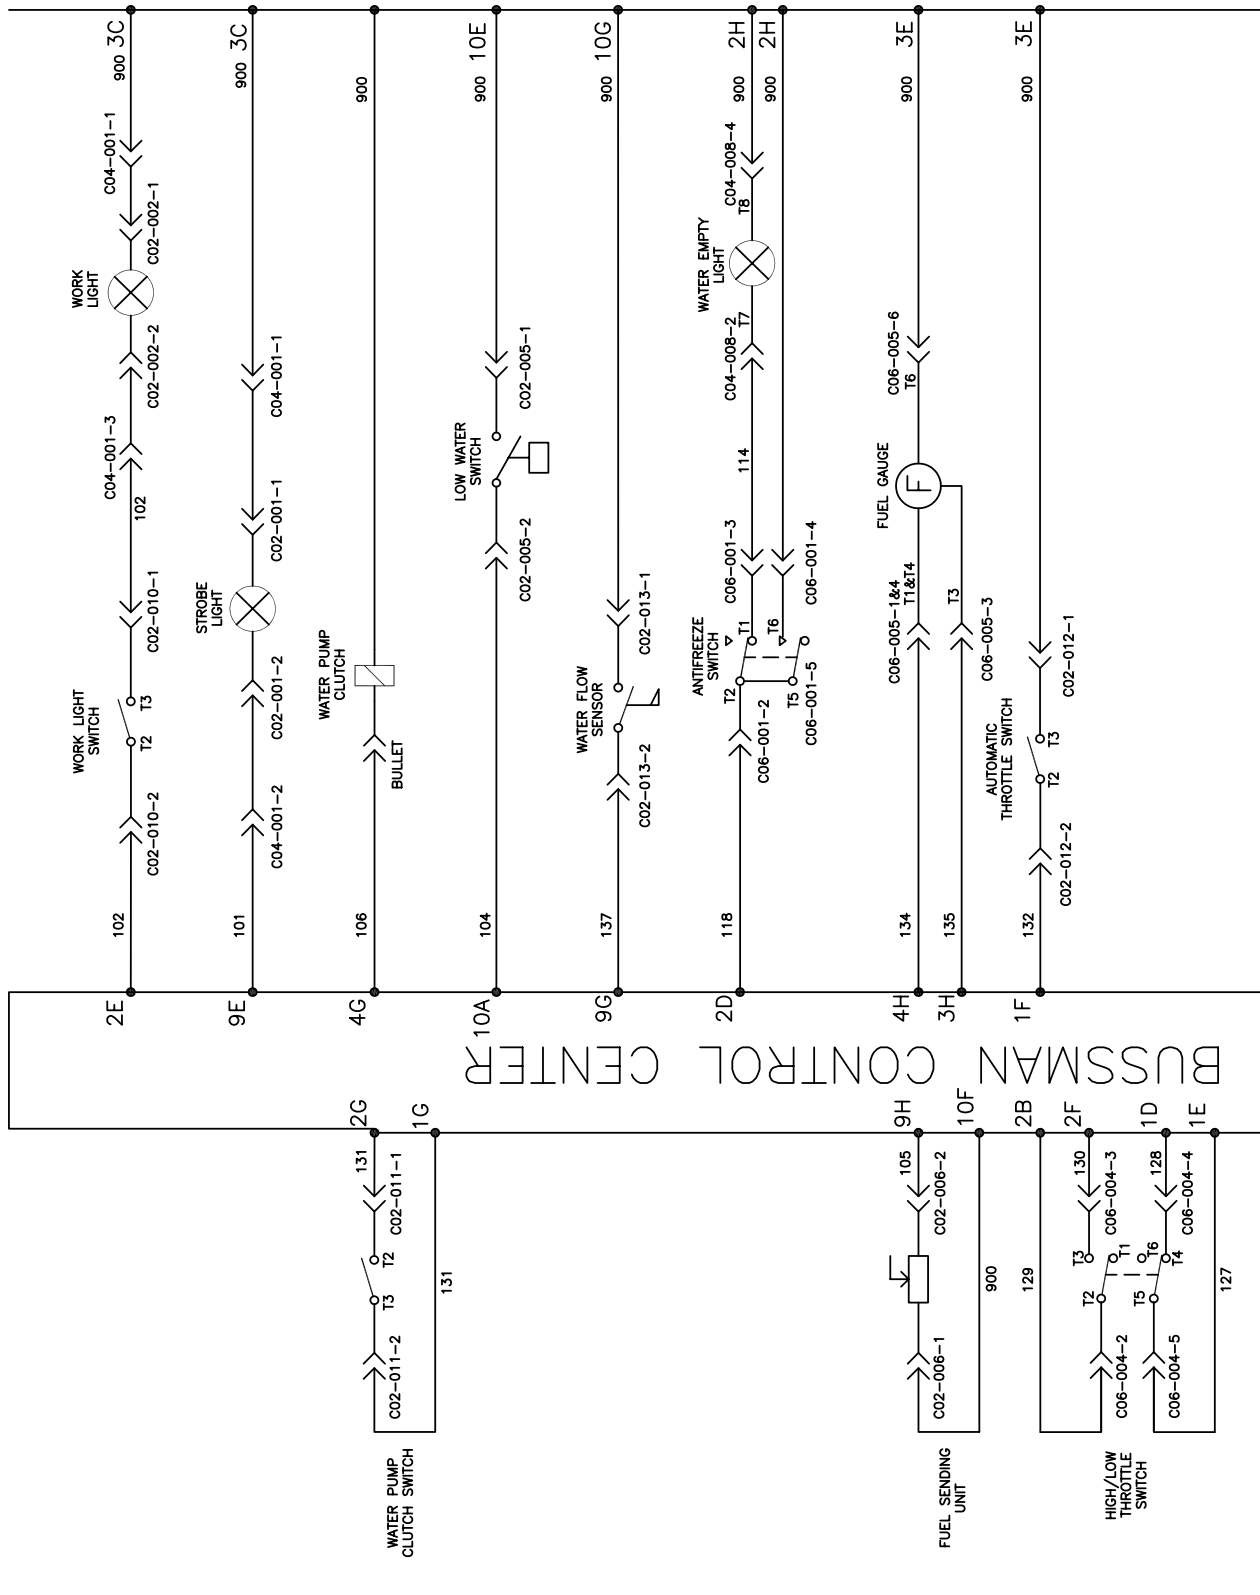 3C
900
C04-001-1
C02-002-1
WORK
LIGHT
C02-002-2
C04-001-3
102
C02-010-1
T3
WORK LIGHT
SWITCH
T2
C02-010-2
102
2E
3C
900
C04-001-1
C02-001-1
STROBE
LIGHT
C02-001-2
C04-001-2
101
9E
900
WATER PUMP
CLUTCH
BULLET
106
4G
10E
900
C02-005-1
LOW WATER
SWITCH
C02-005-2
104
10A
10G
900
C02-013-1
WATER FLOW
SENSOR
C02-013-2
137
9G
2H
2H
900
900
C04-008-4
T8
WATER EMPTY
LIGHT
T7
C04-008-2
114
C06-001-3
C06-001-4
T1
T6
ANTIFREEZE
SWITCH
T2
T5
C06-001-5
C06-001-2
118
2D
3E
900
C06-005-6
T6
FUEL GAUGE
F
C06-005-1&4
T1&T4
T3
C06-005-3
134
135
4H
3H
3E
900
C02-012-1
T3
AUTOMATIC
THROTTLE SWITCH
T2
C02-012-2
132
1F
BUSSMAN CONTROL CENTER
2G
1G
131
C02-011-1
T2
T3
131
C02-011-2
WATER PUMP
CLUTCH SWITCH
9H
10F
105
C02-006-2
900
C02-006-1
FUEL SENDING
UNIT
2B
2F
1D
1E
130
C06-004-3
128
C06-004-4
T3
T1
T6
T4
129
T2
T5
127
C06-004-2
C06-004-5
HIGH/LOW
THROTTLE
SWITCH